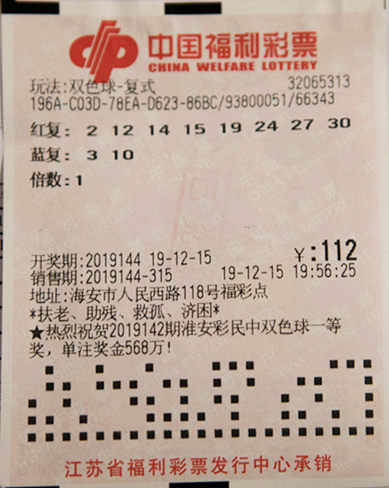 中国福利彩票
CHINA WELFARE LOTTERY
玩法:双色球-复式 32065313
196A-C03D-78EA-D623-86BC/93800051/66343
红复: 2 12 14 15 19 24 27 30
蓝复: 3 10
倍数:1
开奖期:2019144 19-12-15 ¥:112
销售期:2019144-315 19-12-15 19:56:25
地址:海安市人民西路118号福彩点
*扶老、助残、救孤、济困*
★热烈祝贺2019142期淮安彩民中双色球一等
奖，单注奖金568万!
江苏省福利彩票发行中心承销